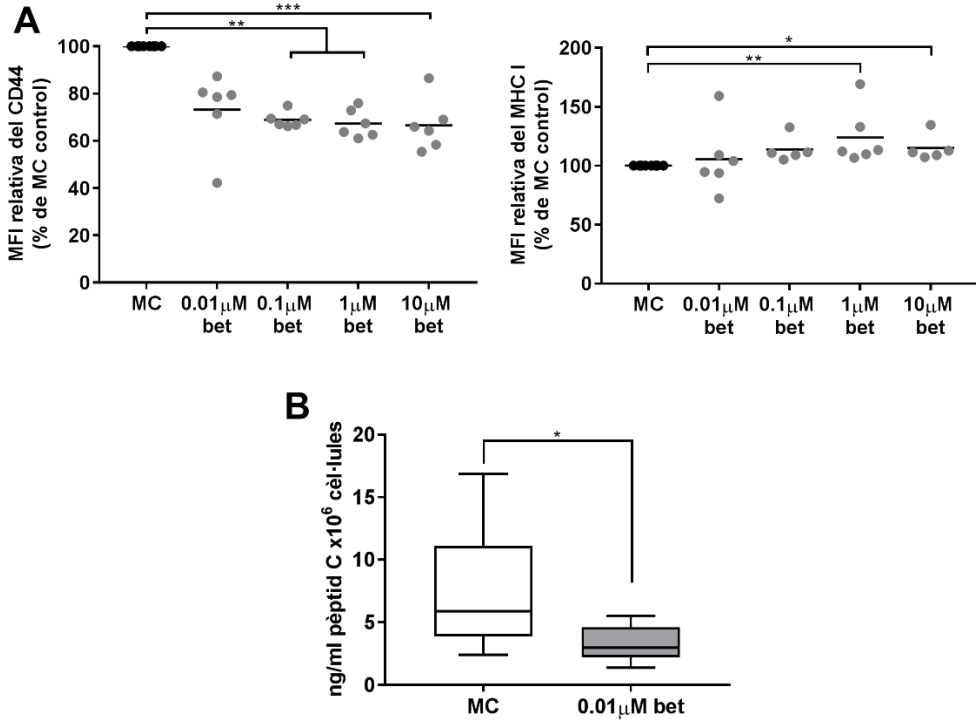 A
MFI relativa del CD44
(% de MC control)
100
80
60
40
20
0
***
**
MC
0.01µM
bet
0.1µM
bet
1µM
bet
10µM
bet
MFI relativa del MHC I
(% de MC control)
200
150
100
50
0
*
**
MC
0.01µM
bet
0.1µM
bet
1µM
bet
10µM
bet
B
ng/ml pèptid C x10⁶ cèl·lules
20
15
10
5
0
*
MC
0.01µM bet